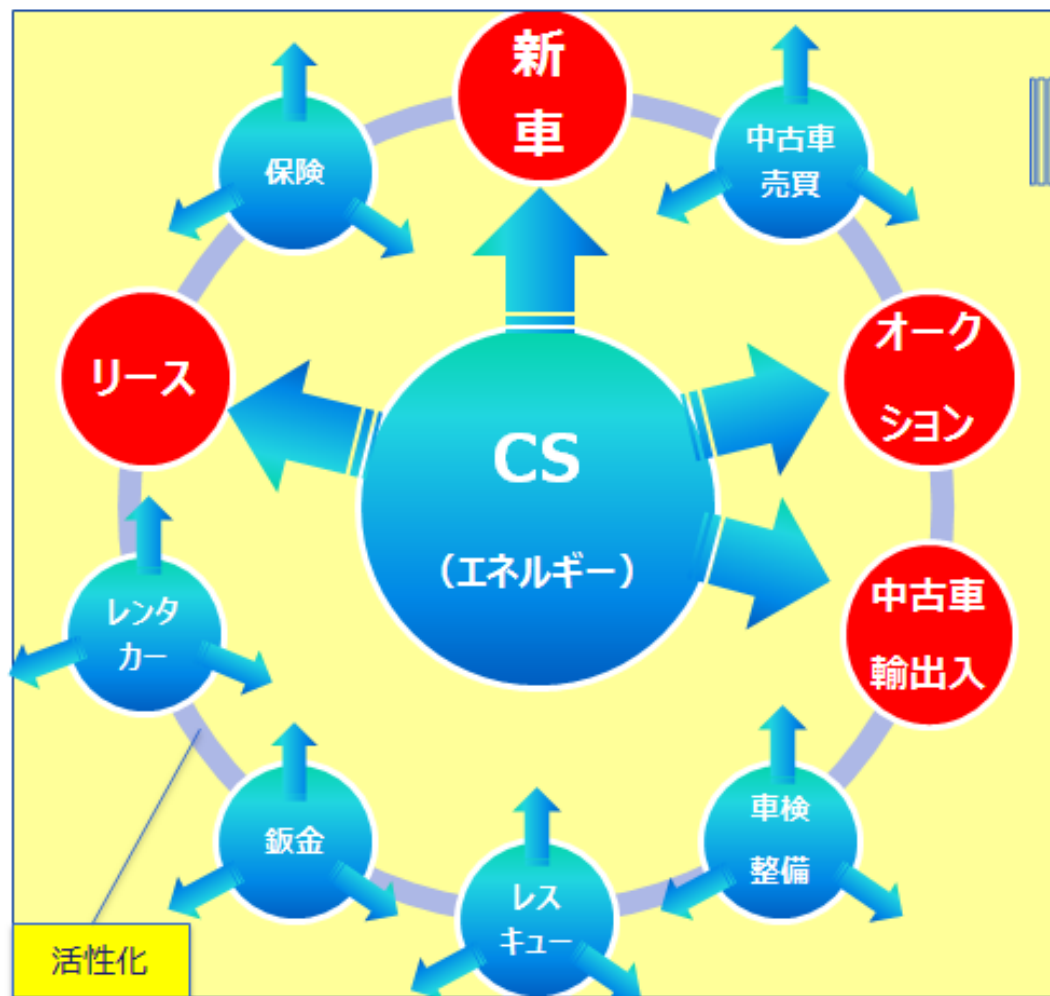 新
車
中古車
売買
保険
オーク
ション
リース
CS
（エネルギー）
中古車
輸出入
レンタ
カー
車検
整備
鈑金
レス
キュー
活性化